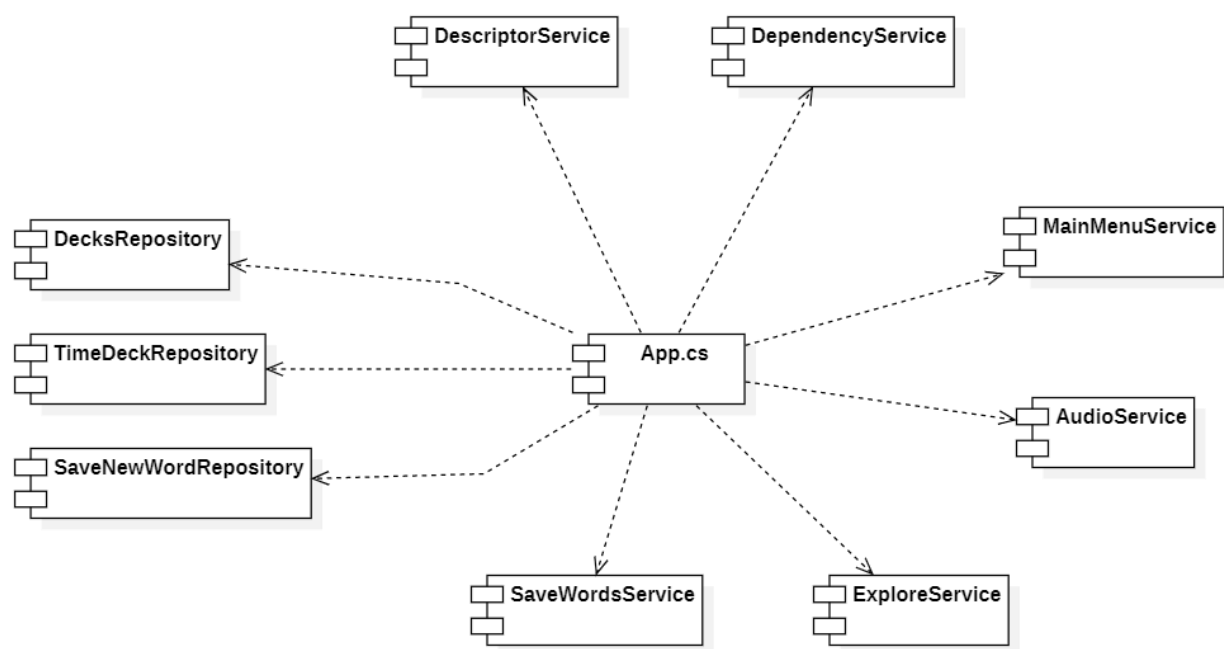 DescriptorService
DependencyService
DecksRepository
MainMenuService
TimeDeckRepository
App.cs
AudioService
SaveNewWordRepository
SaveWordsService
ExploreService